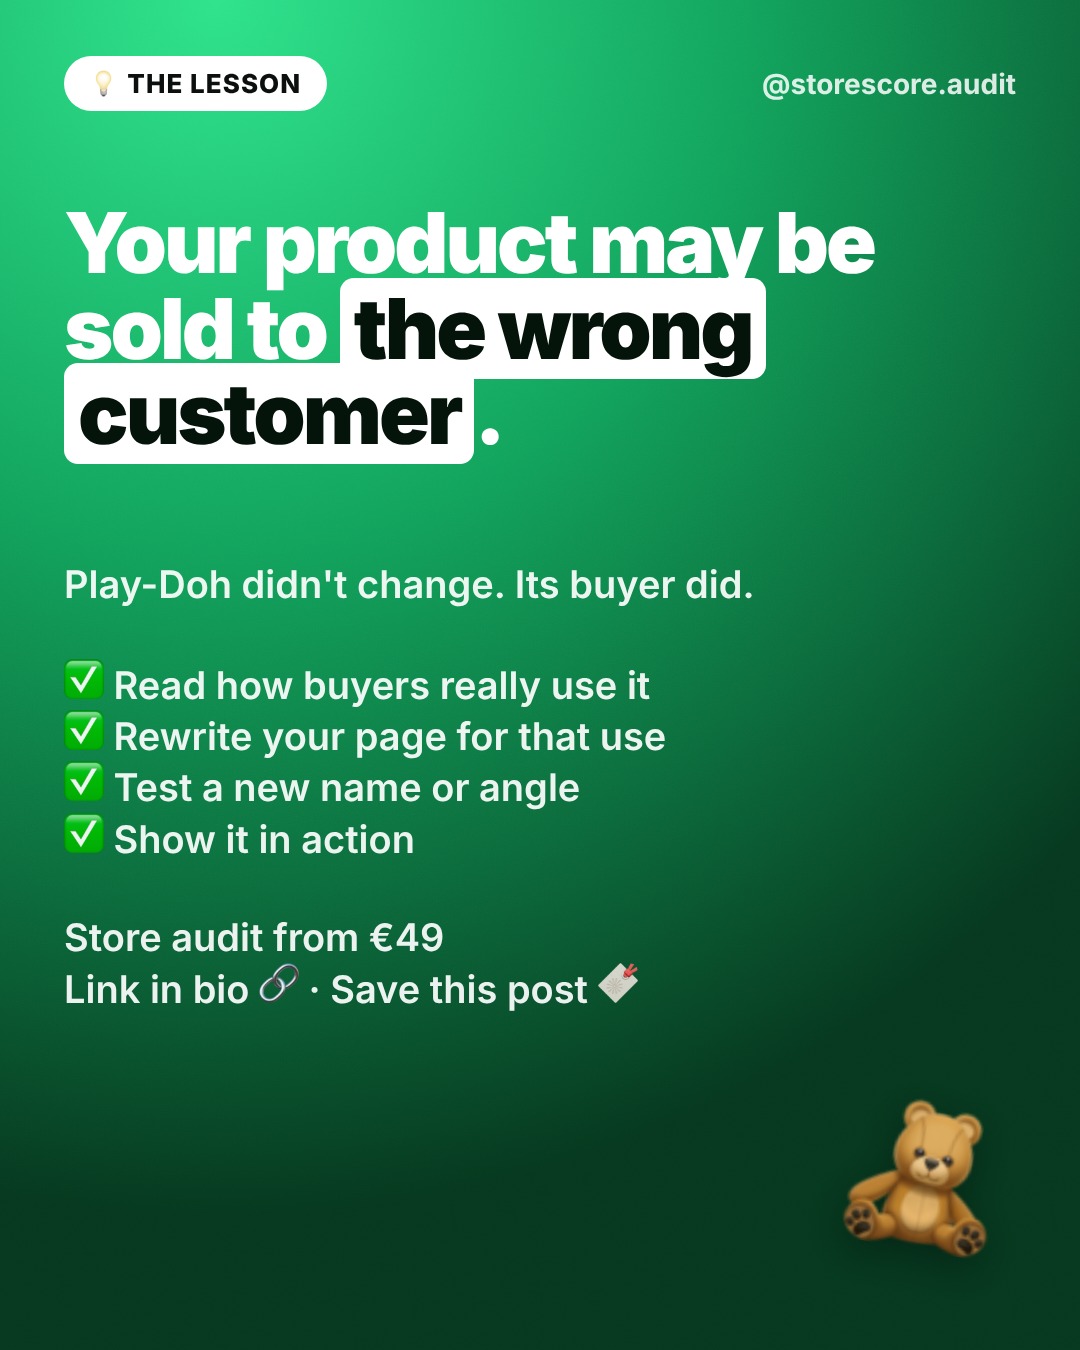 💡 THE LESSON
@storescore.audit
Your product may be
sold to the wrong
customer.
Play-Doh didn't change. Its buyer did.
✅ Read how buyers really use it
✅ Rewrite your page for that use
✅ Test a new name or angle
✅ Show it in action
Store audit from €49
Link in bio 🔗 · Save this post 🔖